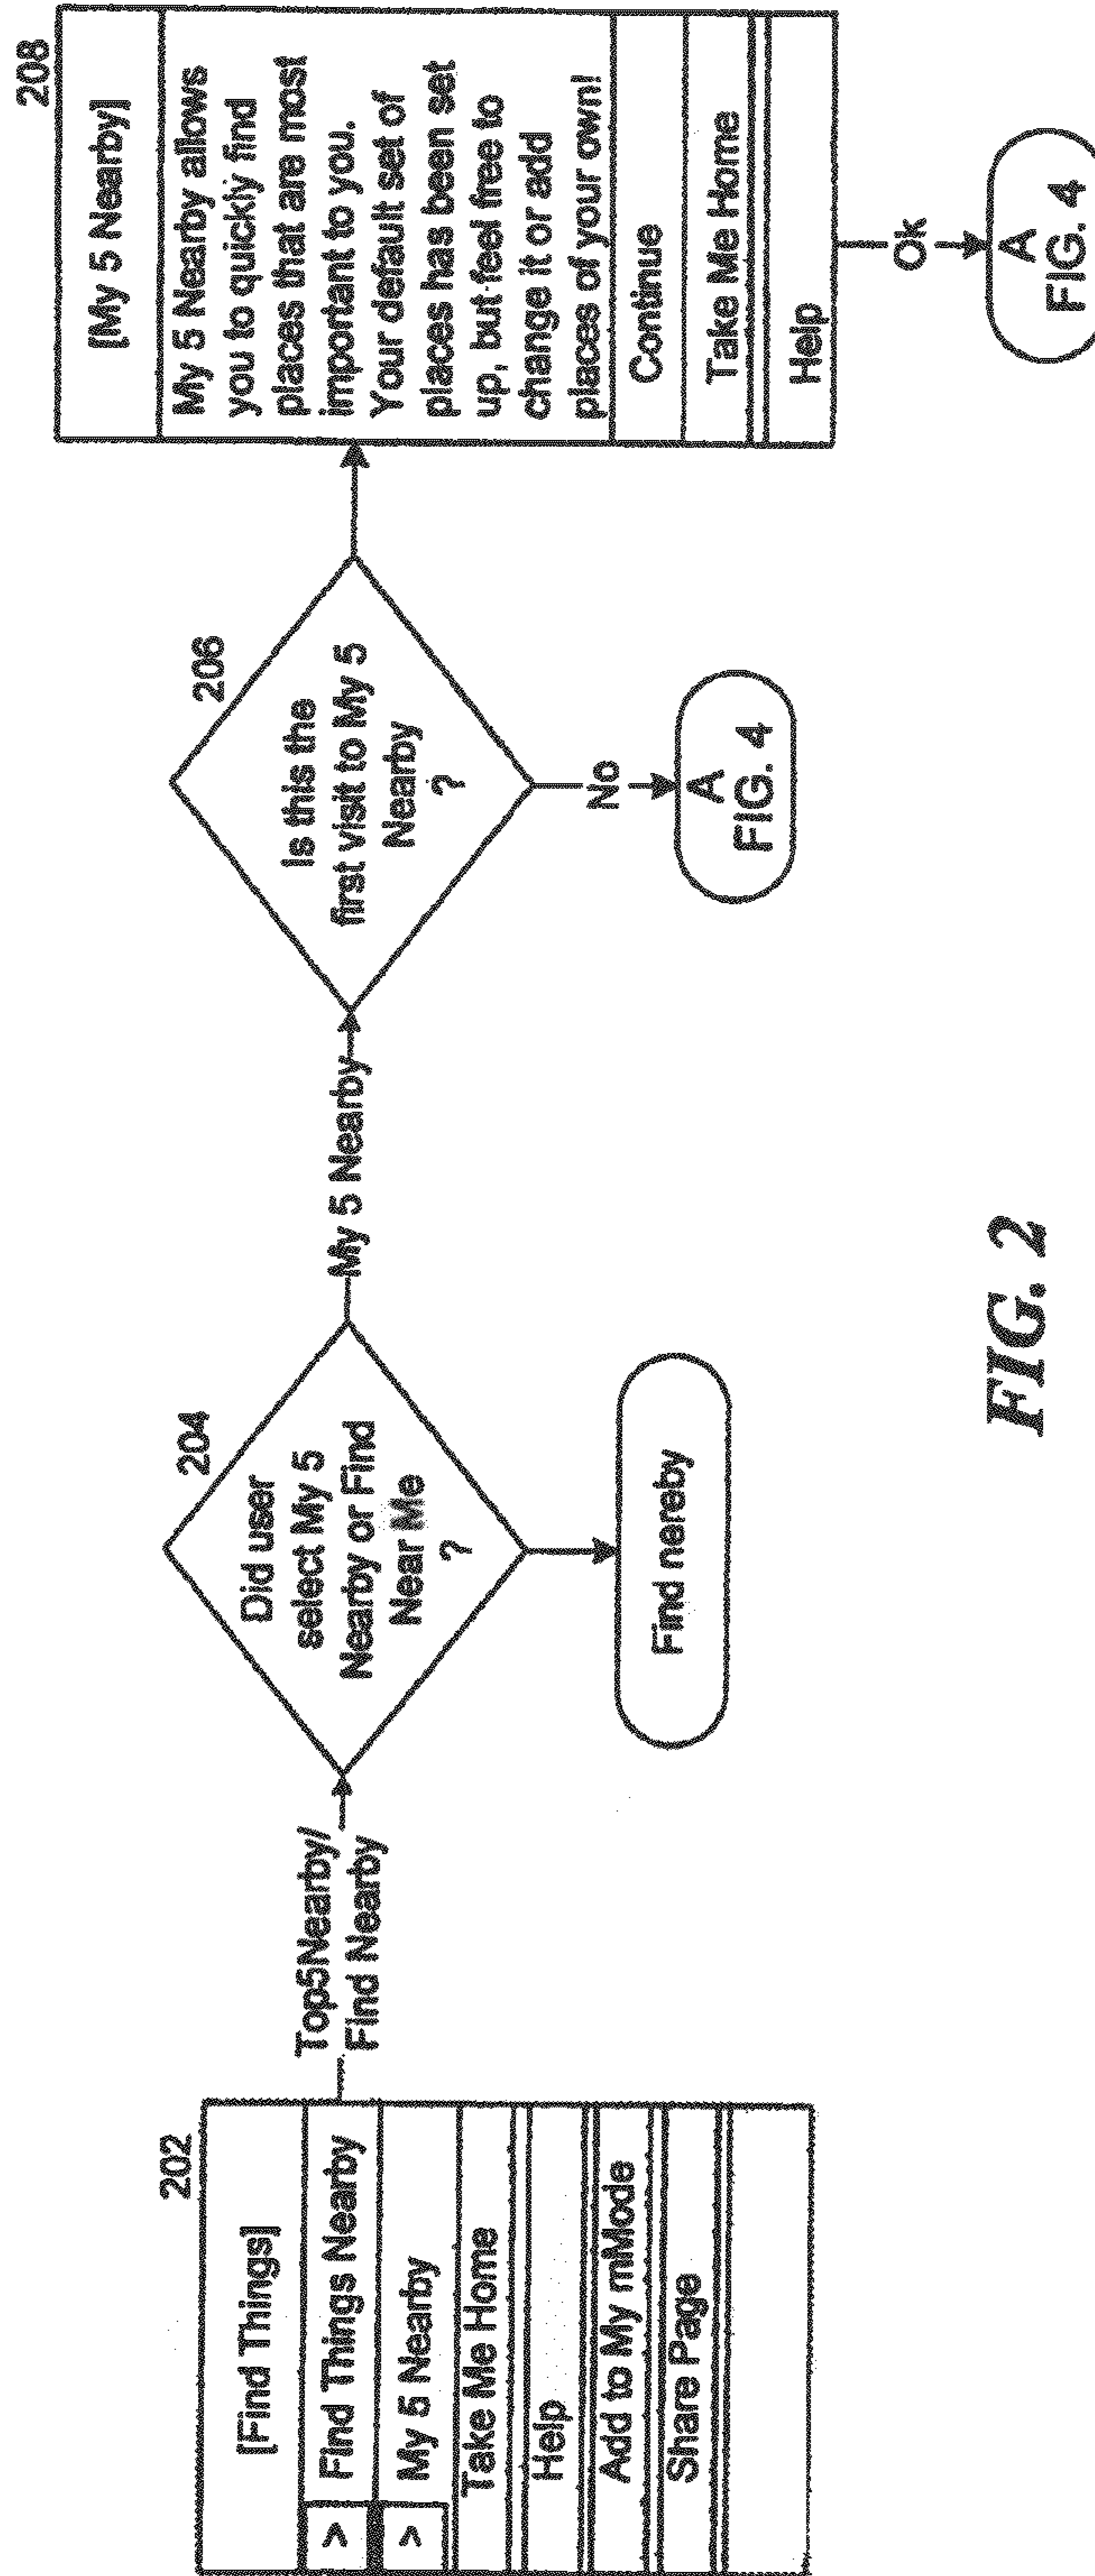 202
[Find Things]
> Find Things Nearby
> My 5 Nearby
Take Me Home
Help
Add to My mMode
Share Page
Top5Nearby/
Find Nearby
204
Did user
select My 5
Nearby or Find
Near Me
?
Find nereby
My 5 Nearby
206
Is this the
first visit to My 5
Nearby
?
No
A
FIG. 4
208
[My 5 Nearby]
My 5 Nearby allows
you to quickly find
places that are most
important to you.
Your default set of
places has been set
up, but feel free to
change it or add
places of your own!
Continue
Take Me Home
Help
Ok
A
FIG. 4
FIG. 2